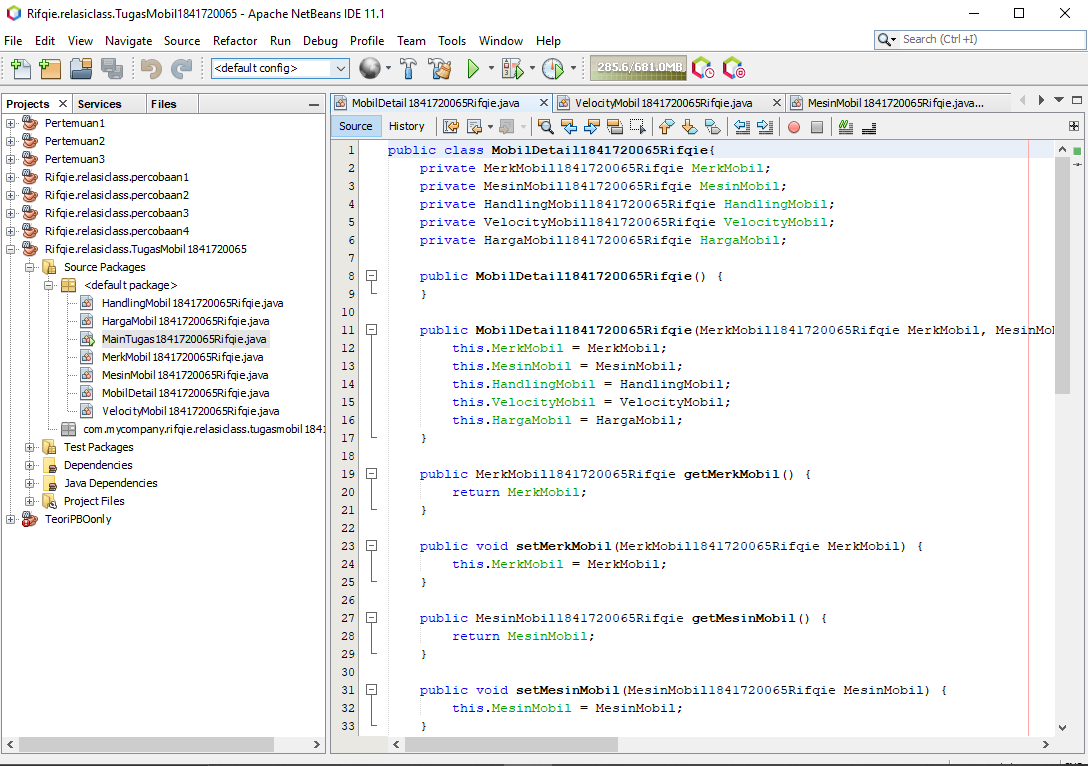 Rifqie.relasiclass.TugasMobil1841720065 - Apache NetBeans IDE 11.1
File Edit View Navigate Source Refactor Run Debug Profile Team Tools Window Help
Search (Ctrl+I)
<default config>
285.6/681.0MB
Projects Services Files
Pertemuan1
Pertemuan2
Pertemuan3
Rifqie.relasiclass.percobaan1
Rifqie.relasiclass.percobaan2
Rifqie.relasiclass.percobaan3
Rifqie.relasiclass.percobaan4
Rifqie.relasiclass.TugasMobil1841720065
Source Packages
<default package>
HandlingMobil1841720065Rifqie.java
HargaMobil1841720065Rifqie.java
MainTugas1841720065Rifqie.java
MerkMobil1841720065Rifqie.java
MesinMobil1841720065Rifqie.java
MobilDetail1841720065Rifqie.java
VelocityMobil1841720065Rifqie.java
com.mycompany.rifqie.relasiclass.tugasmobil1841
Test Packages
Dependencies
Java Dependencies
Project Files
TeoriPBOonly
MobilDetail1841720065Rifqie.java VelocityMobil1841720065Rifqie.java MesinMobil1841720065Rifqie.java...
Source History
1 public class MobilDetail1841720065Rifqie{
2 private MerkMobil1841720065Rifqie MerkMobil;
3 private MesinMobil1841720065Rifqie MesinMobil;
4 private HandlingMobil1841720065Rifqie HandlingMobil;
5 private VelocityMobil1841720065Rifqie VelocityMobil;
6 private HargaMobil1841720065Rifqie HargaMobil;
7
8 public MobilDetail1841720065Rifqie() {
9 }
10
11 public MobilDetail1841720065Rifqie(MerkMobil1841720065Rifqie MerkMobil, MesinMob
12 this.MerkMobil = MerkMobil;
13 this.MesinMobil = MesinMobil;
14 this.HandlingMobil = HandlingMobil;
15 this.VelocityMobil = VelocityMobil;
16 this.HargaMobil = HargaMobil;
17 }
18
19 public MerkMobil1841720065Rifqie getMerkMobil() {
20 return MerkMobil;
21 }
22
23 public void setMerkMobil(MerkMobil1841720065Rifqie MerkMobil) {
24 this.MerkMobil = MerkMobil;
25 }
26
27 public MesinMobil1841720065Rifqie getMesinMobil() {
28 return MesinMobil;
29 }
30
31 public void setMesinMobil(MesinMobil1841720065Rifqie MesinMobil) {
32 this.MesinMobil = MesinMobil;
33 }